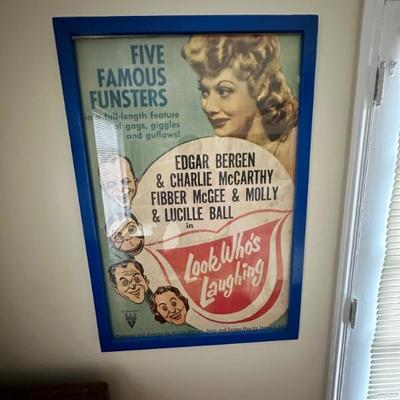 FIVE
FAMOUS
FUNSTERS
in a full-length feature
of gags, giggles
and guffaws!
EDGAR BERGEN
& CHARLIE McCARTHY
FIBBER McGEE & MOLLY
& LUCILLE BALL
in
Look Who's
Laughing